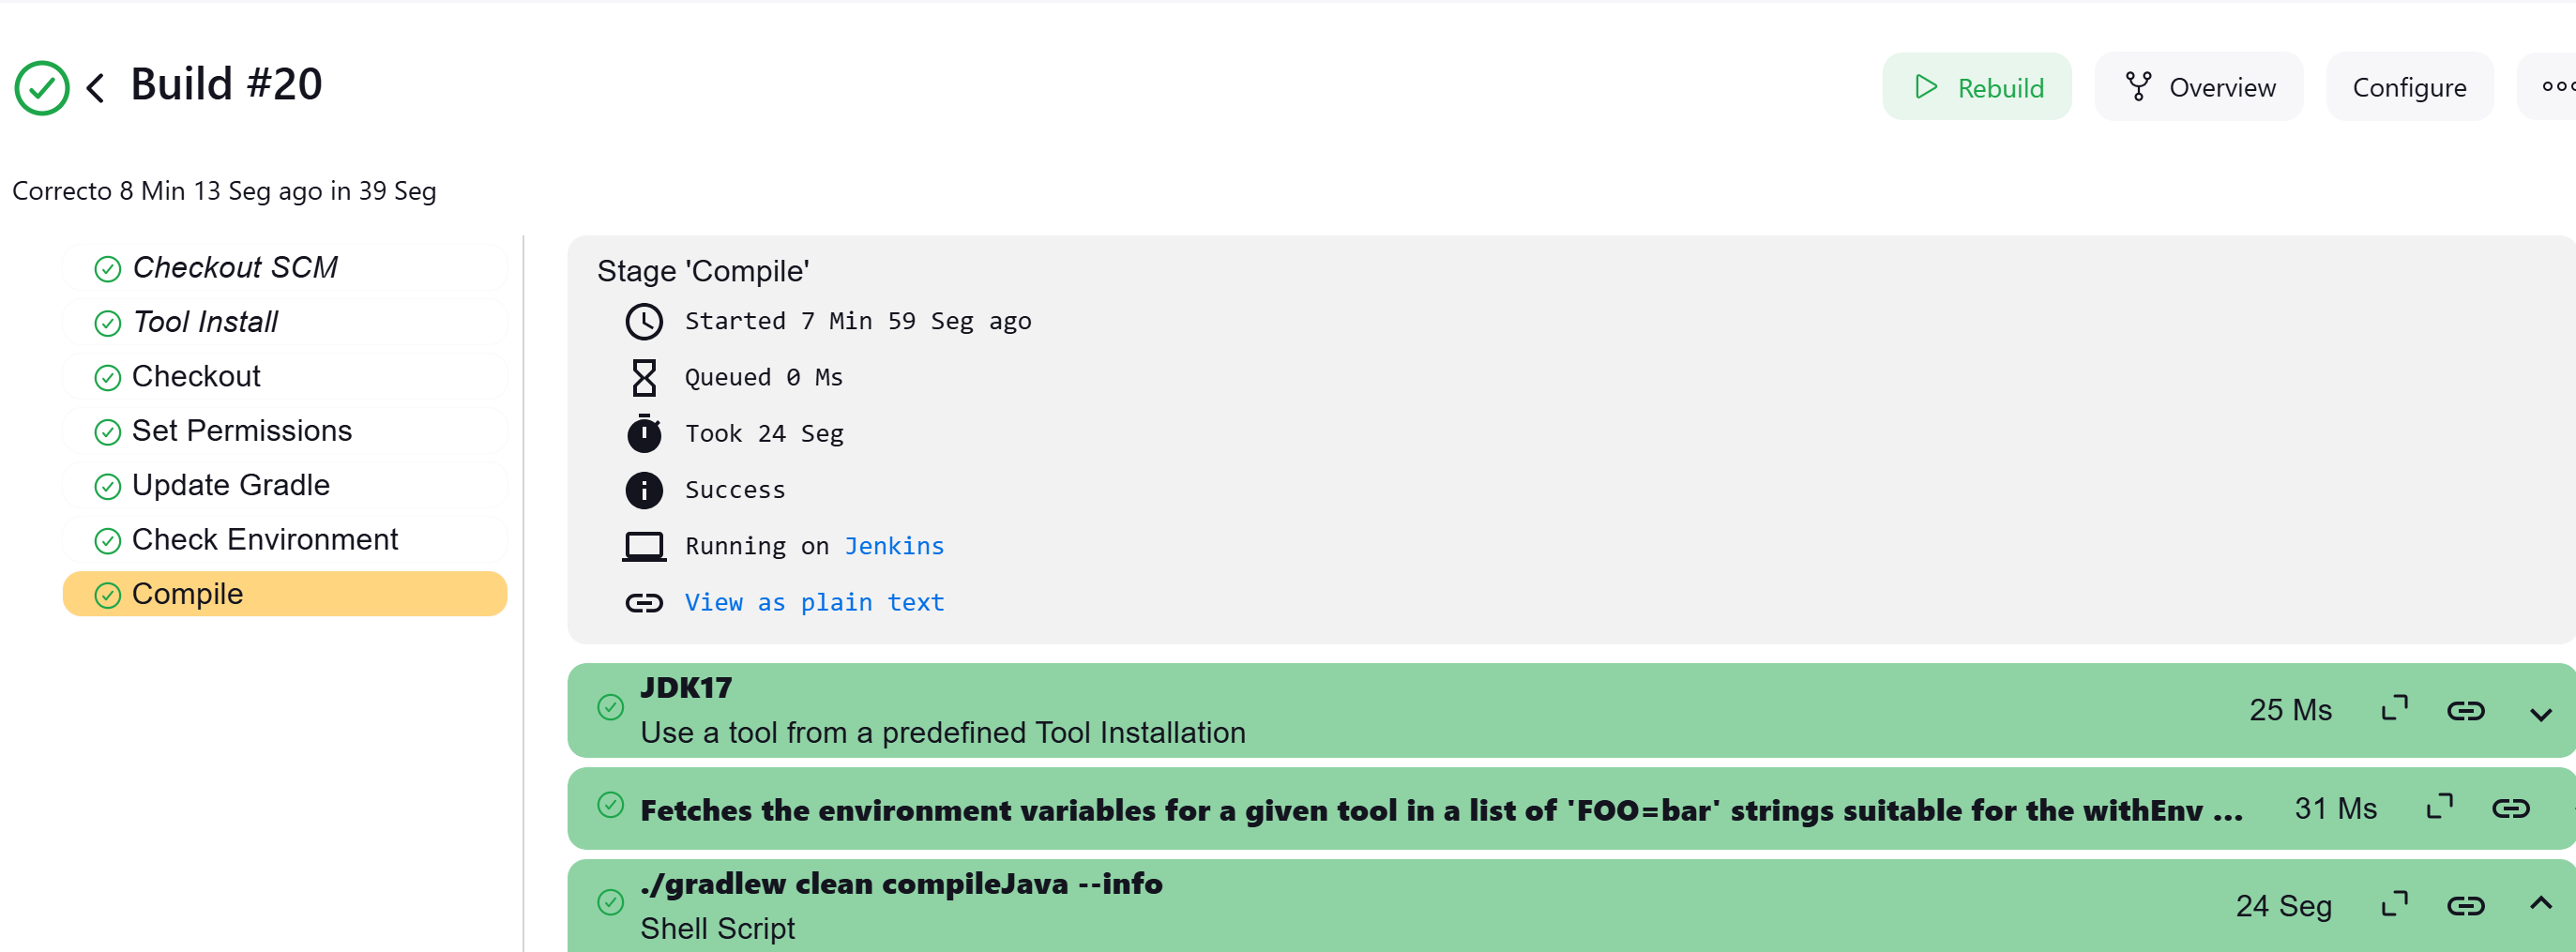 Build #20
Rebuild
Overview
Configure
Correcto 8 Min 13 Seg ago in 39 Seg
Checkout SCM
Tool Install
Checkout
Set Permissions
Update Gradle
Check Environment
Compile
Stage 'Compile'
Started 7 Min 59 Seg ago
Queued 0 Ms
Took 24 Seg
Success
Running on Jenkins
View as plain text
JDK17
Use a tool from a predefined Tool Installation
25 Ms
Fetches the environment variables for a given tool in a list of 'FOO=bar' strings suitable for the withEnv ...
31 Ms
./gradlew clean compileJava --info
Shell Script
24 Seg